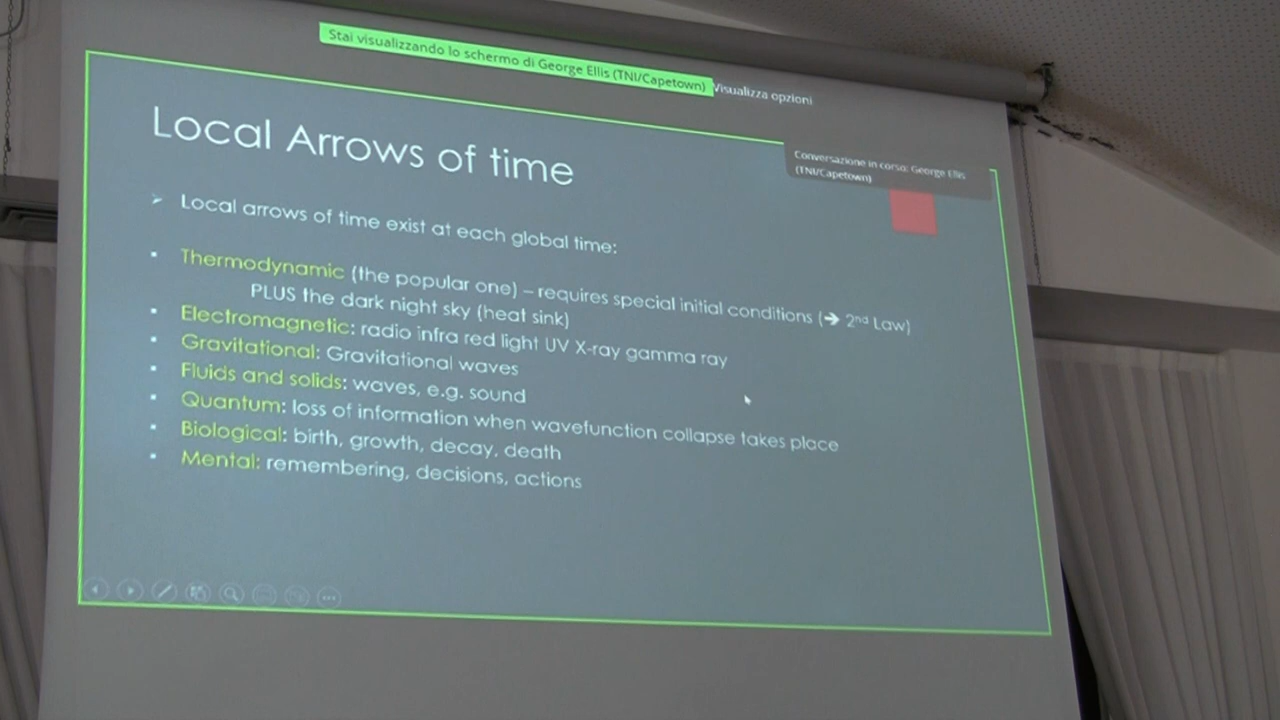 Stai visualizzando lo schermo di George Ellis (TNI/Capetown)
Visualizza opzioni
Conversazione in corso: George Ellis
(TNI/Capetown)
Local Arrows of time
➢ Local arrows of time exist at each global time:
▪ Thermodynamic (the popular one) – requires special initial conditions (➔ 2nd Law)
PLUS the dark night sky (heat sink)
▪ Electromagnetic: radio infra red light UV X-ray gamma ray
▪ Gravitational: Gravitational waves
▪ Fluids and solids: waves, e.g. sound
▪ Quantum: loss of information when wavefunction collapse takes place
▪ Biological: birth, growth, decay, death
▪ Mental: remembering, decisions, actions